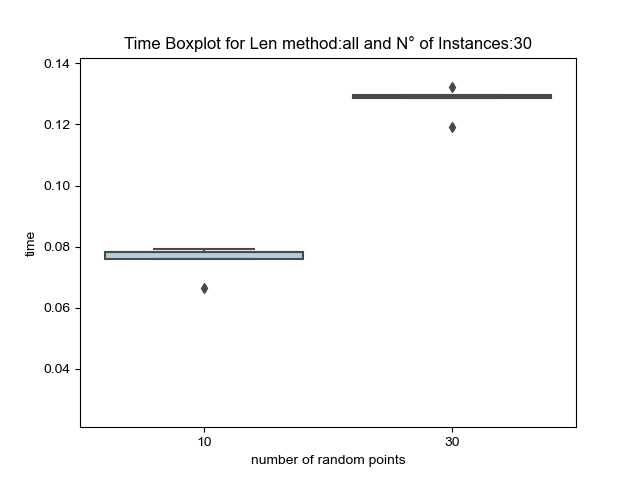 Time Boxplot for Len method:all and N° of Instances:30
0.14
0.12
0.10
0.08
0.06
0.04
time
10
30
number of random points